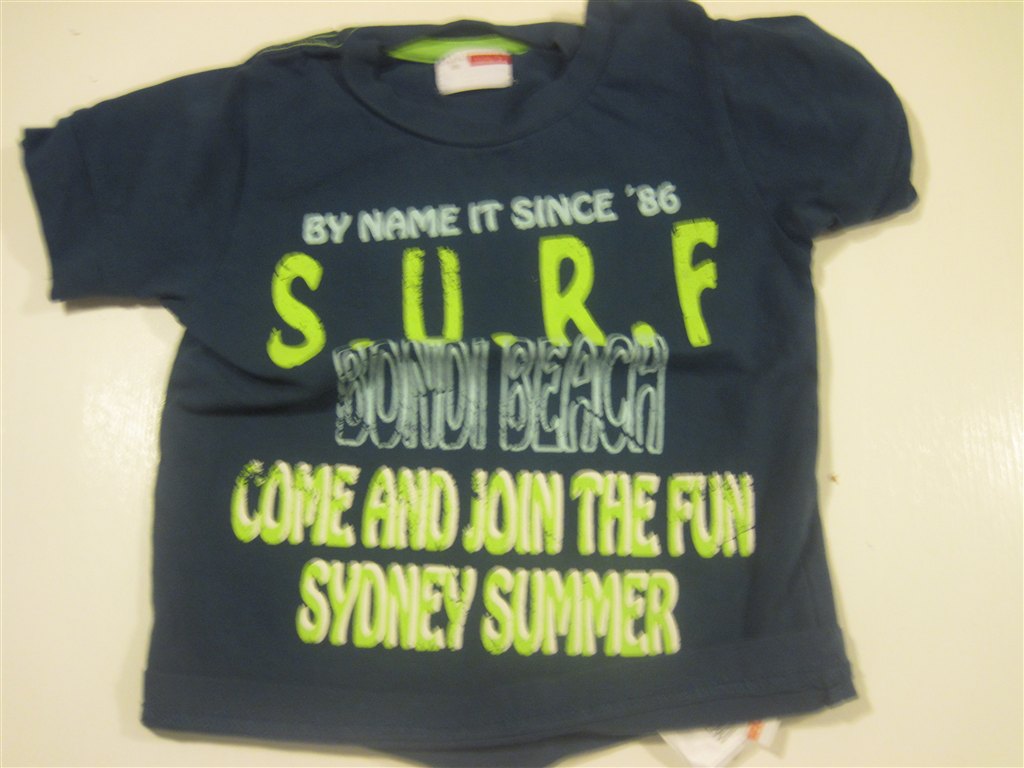 BY NAME IT SINCE '86
S.U.R.F
BONDI BEACH
COME AND JOIN THE FUN
SYDNEY SUMMER